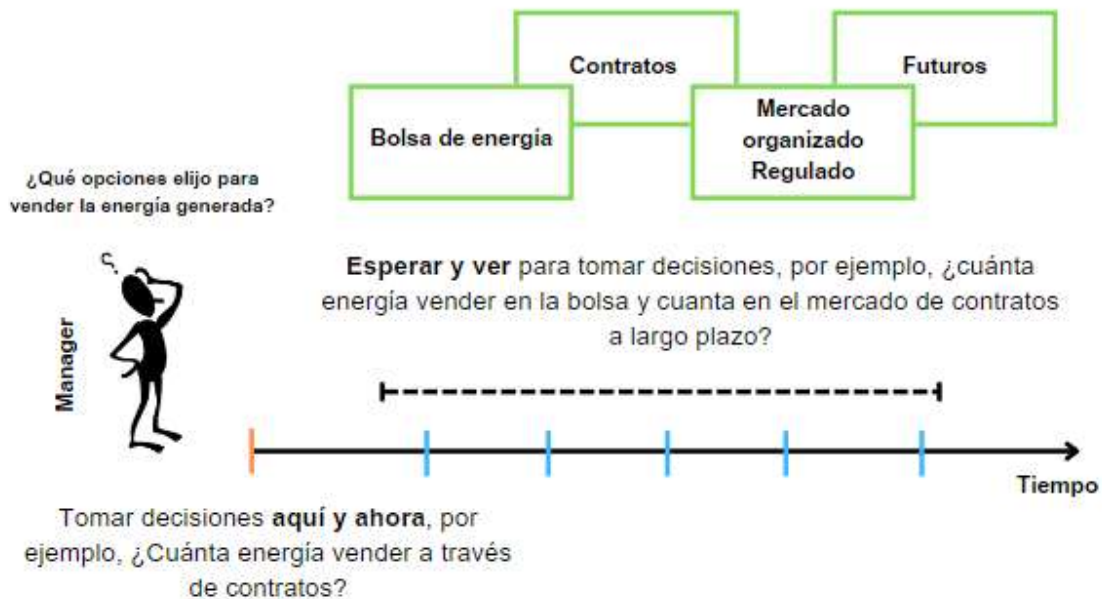 Contratos
Futuros
Bolsa de energía
Mercado
organizado
Regulado
¿Qué opciones elijo para
vender la energía generada?
Manager
Esperar y ver para tomar decisiones, por ejemplo, ¿cuánta
energía vender en la bolsa y cuanta en el mercado de contratos
a largo plazo?
Tiempo
Tomar decisiones aquí y ahora, por
ejemplo, ¿Cuánta energía vender a través
de contratos?